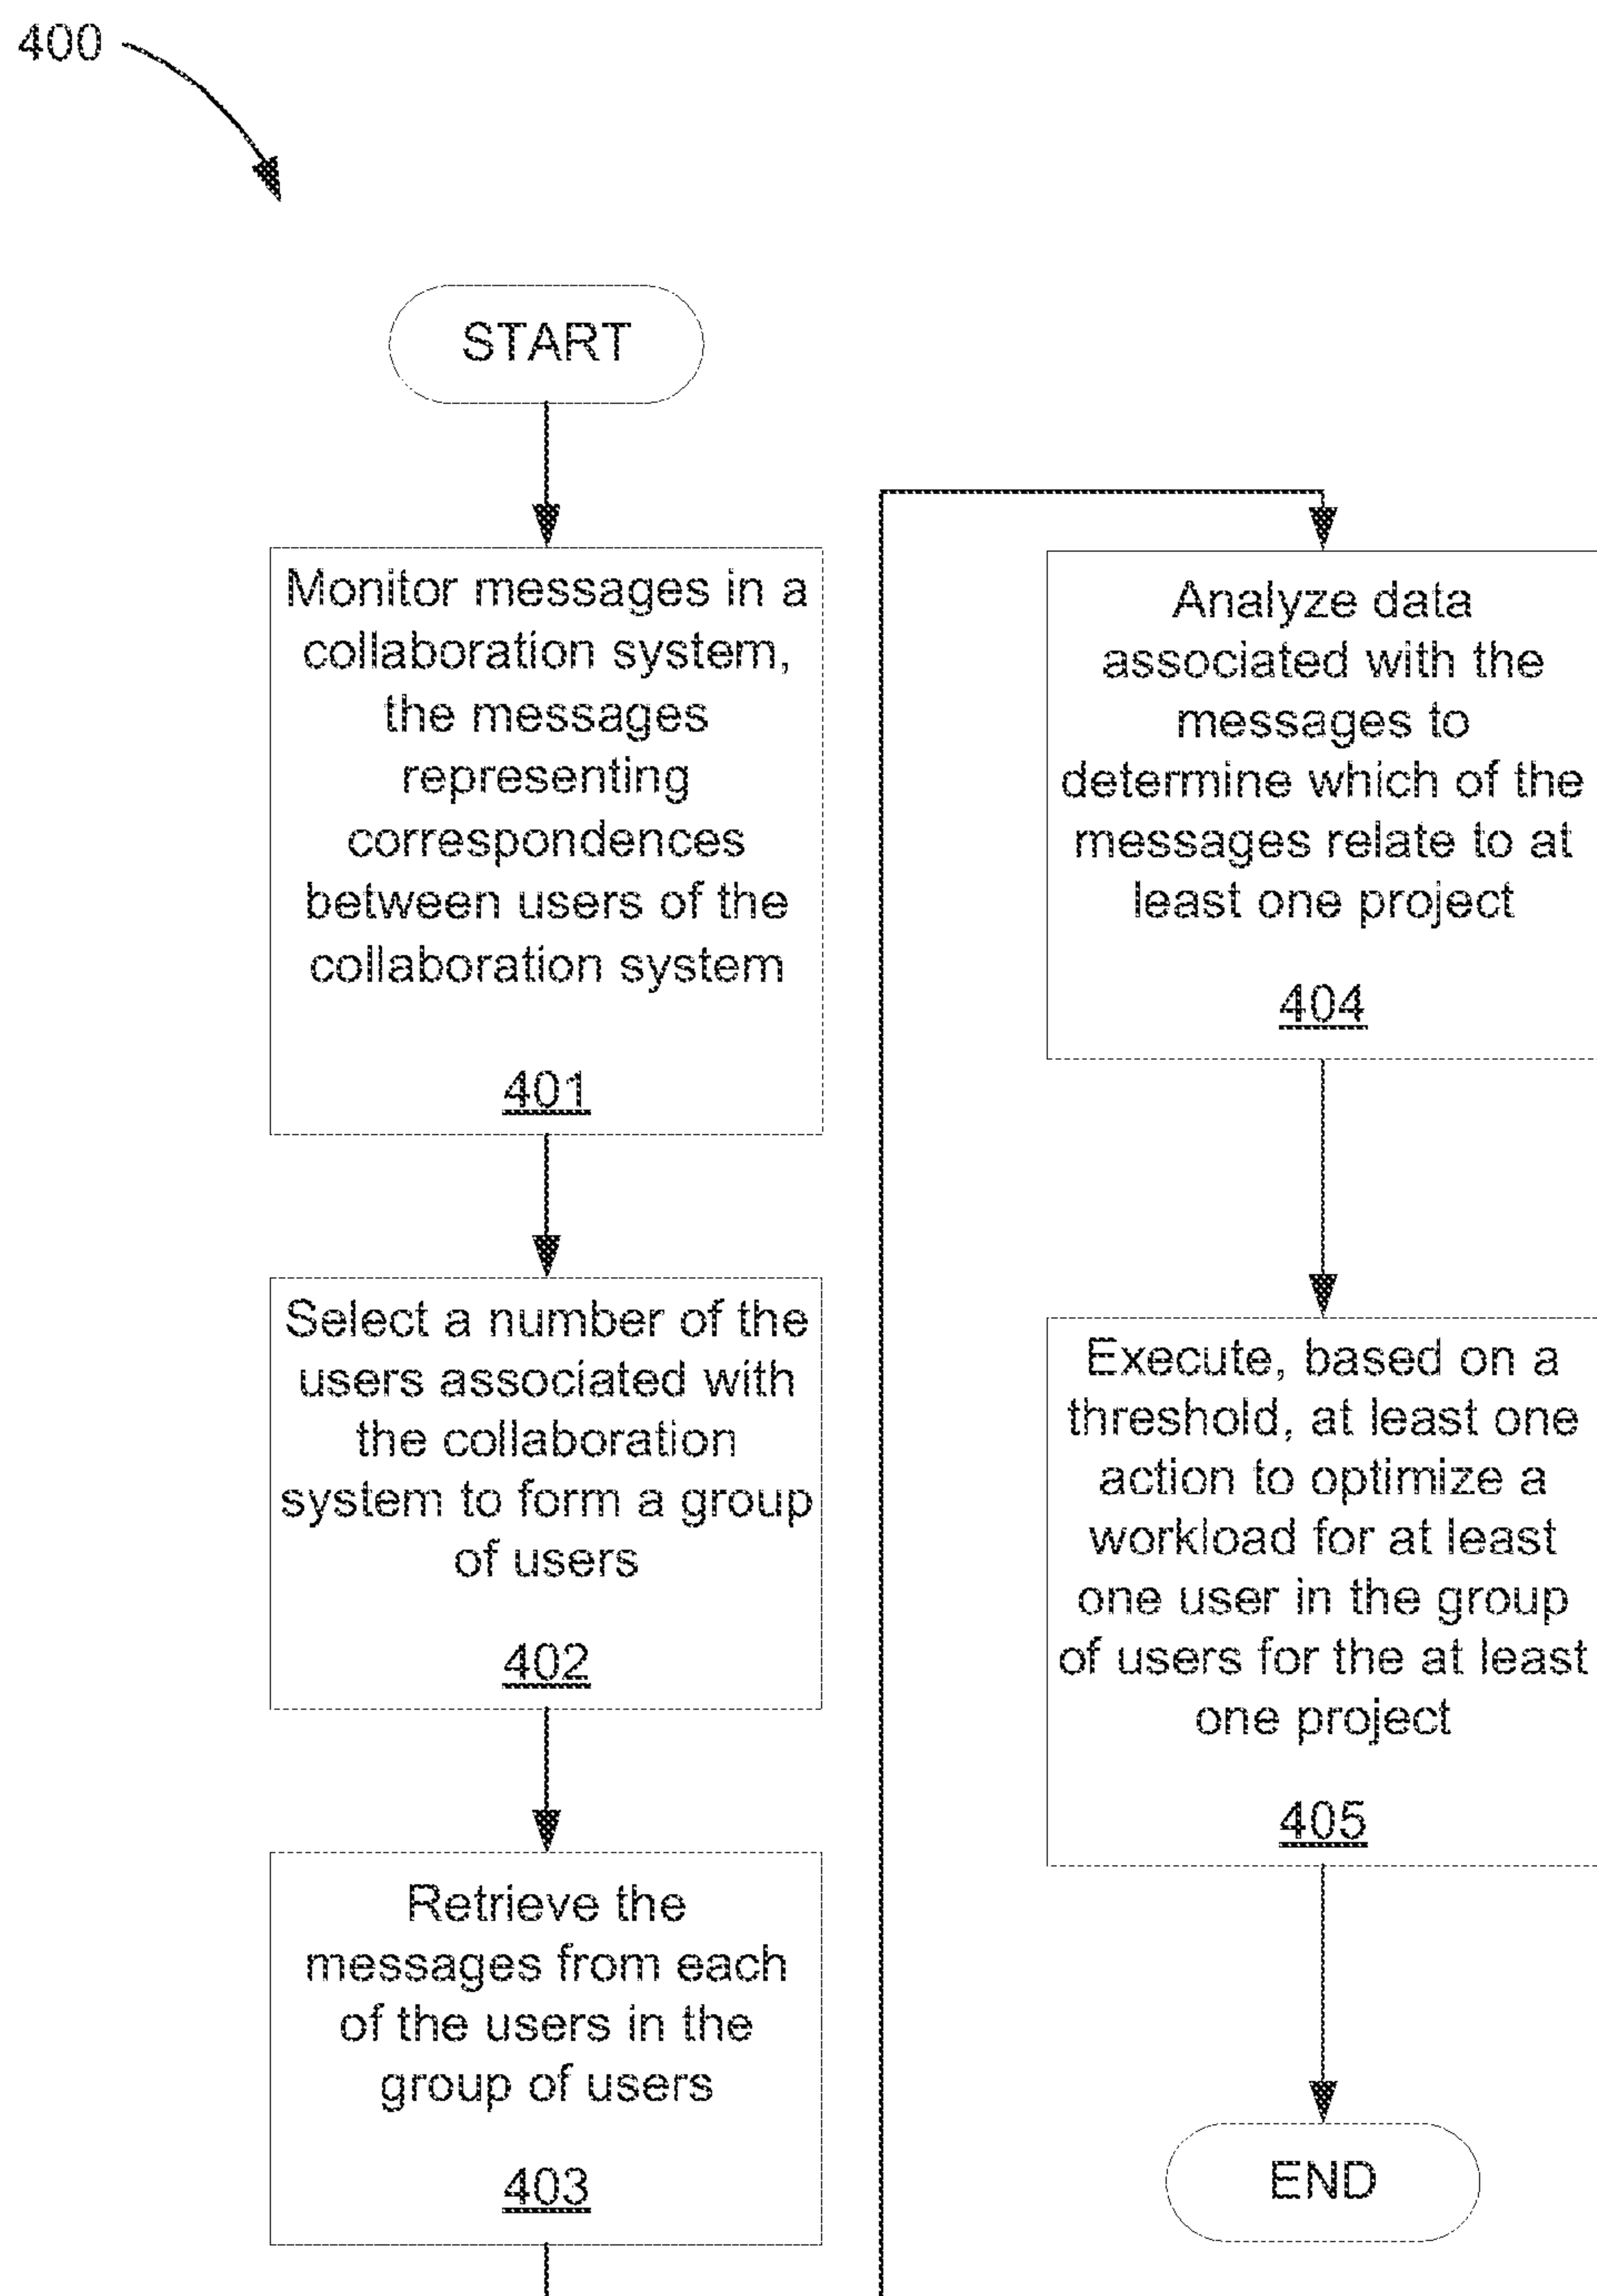 400
START
Monitor messages in a
collaboration system,
the messages
representing
correspondences
between users of the
collaboration system
401
Select a number of the
users associated with
the collaboration
system to form a group
of users
402
Retrieve the
messages from each
of the users in the
group of users
403
Analyze data
associated with the
messages to
determine which of the
messages relate to at
least one project
404
Execute, based on a
threshold, at least one
action to optimize a
workload for at least
one user in the group
of users for the at least
one project
405
END